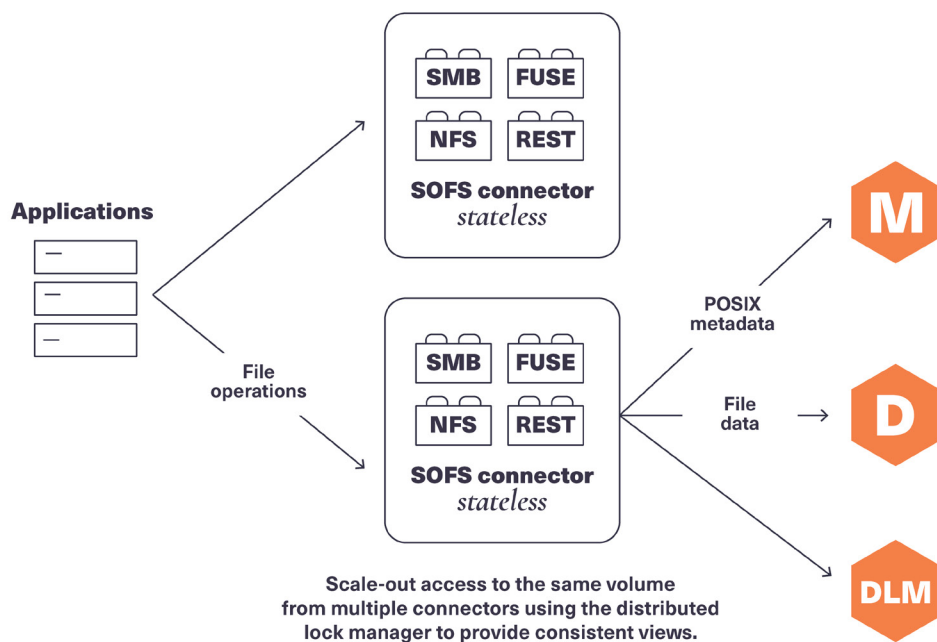 Applications
File
operations
SMB
FUSE
NFS
REST
SOFS connector
stateless
SMB
FUSE
NFS
REST
SOFS connector
stateless
POSIX
metadata
File
data
M
D
DLM
Scale-out access to the same volume
from multiple connectors using the distributed
lock manager to provide consistent views.